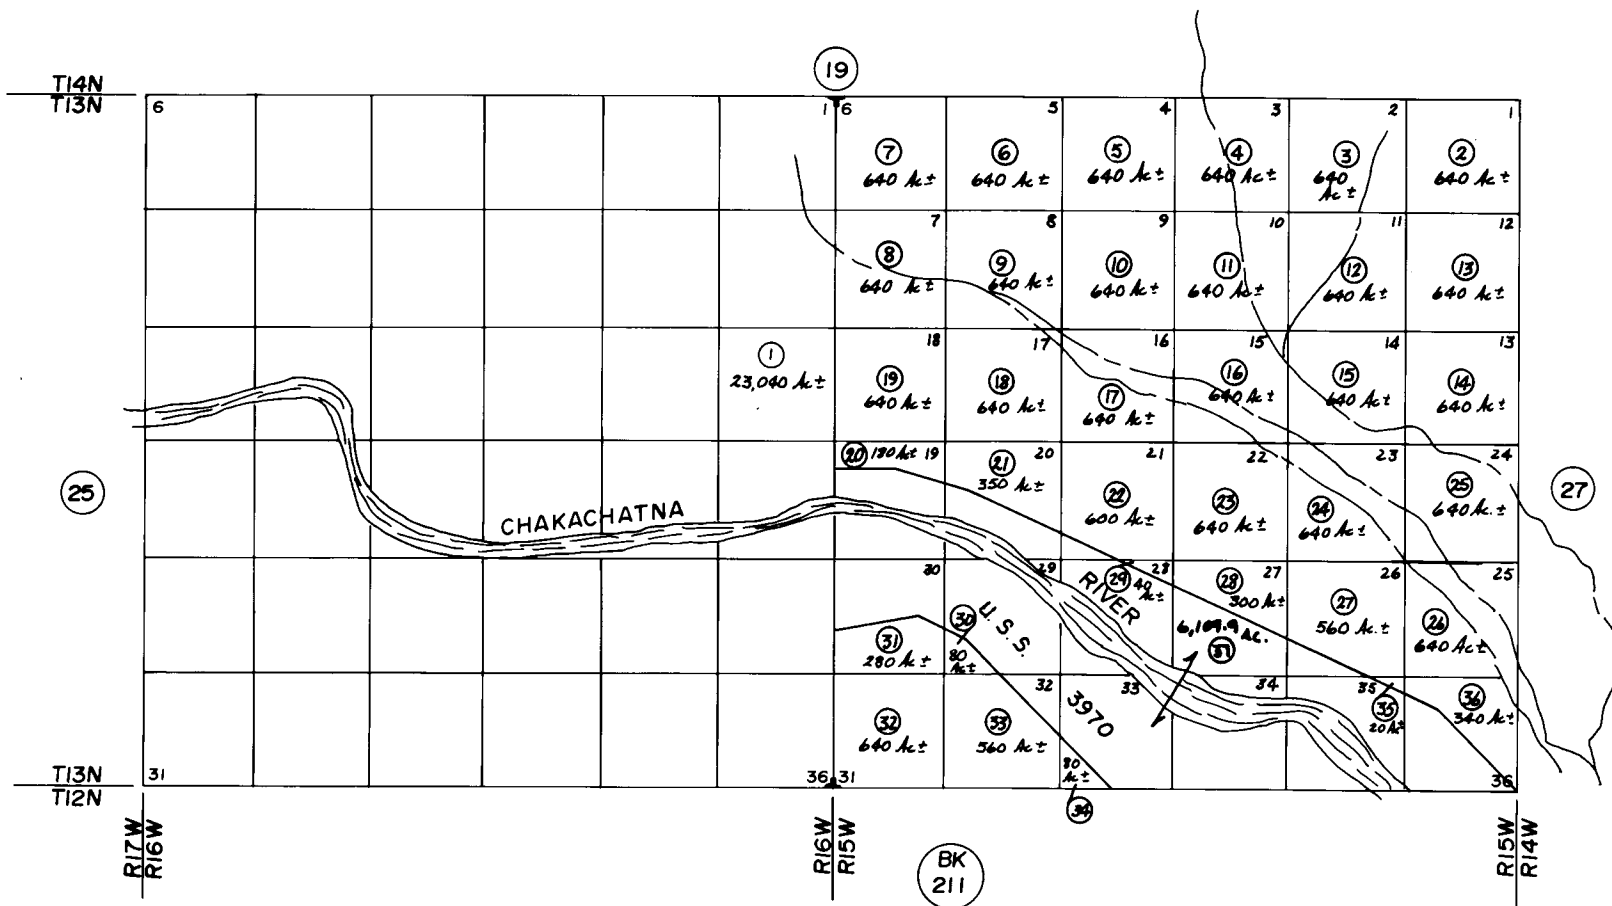 19
T14N
T13N
6
1 6
5
4
3
2
1
7
640 Ac ±
6
640 Ac ±
5
640 Ac ±
4
640 Ac ±
3
640
Ac ±
2
640 Ac ±
7
8
9
10
11
12
8
640 Ac ±
9
640 Ac ±
10
640 Ac ±
11
640 Ac ±
12
640 Ac ±
13
640 Ac ±
18
17
16
15
14
13
1
23,040 Ac ±
19
640 Ac ±
18
640 Ac ±
17
640 Ac ±
16
640 Ac ±
15
640 Ac ±
14
640 Ac ±
20 180 Ac ± 19
20
21
22
23
24
25
21
350 Ac ±
22
600 Ac ±
23
640 Ac ±
24
640 Ac ±
25
640 Ac. ±
27
CHAKACHATNA
RIVER
30
29
28
27
26
25
29 40
Ac ±
28
300 Ac ±
27
560 Ac. ±
26
640 Ac ±
U. S. S.
3970
30
80
Ac ±
31
280 Ac ±
37
32
33
34
35
32
640 Ac ±
33
560 Ac ±
35
20 Ac ±
36
340 Ac ±
80
Ac ±
34
T13N
T12N
31
36 31
36
R17W
R16W
R16W
R15W
R15W
R14W
BK
211